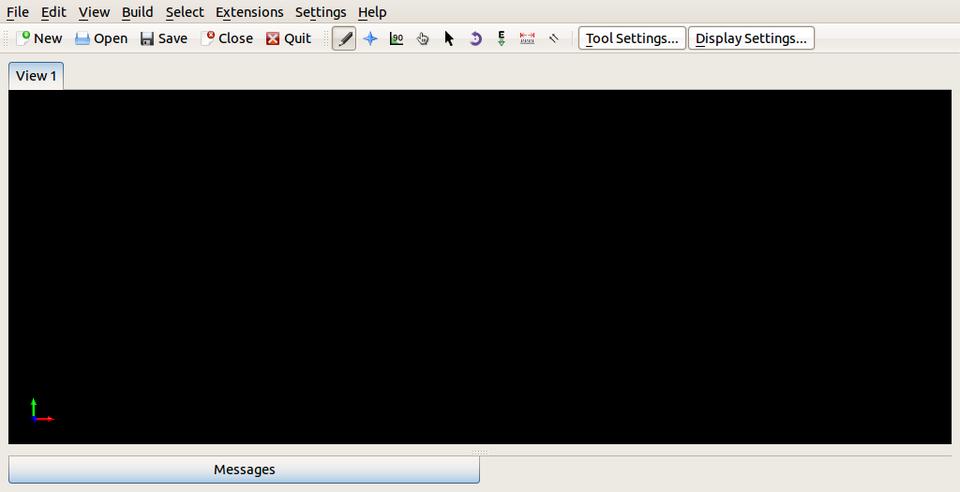 File Edit View Build Select Extensions Settings Help
New Open Save Close Quit 90 E Tool Settings... Display Settings...
View 1
Messages